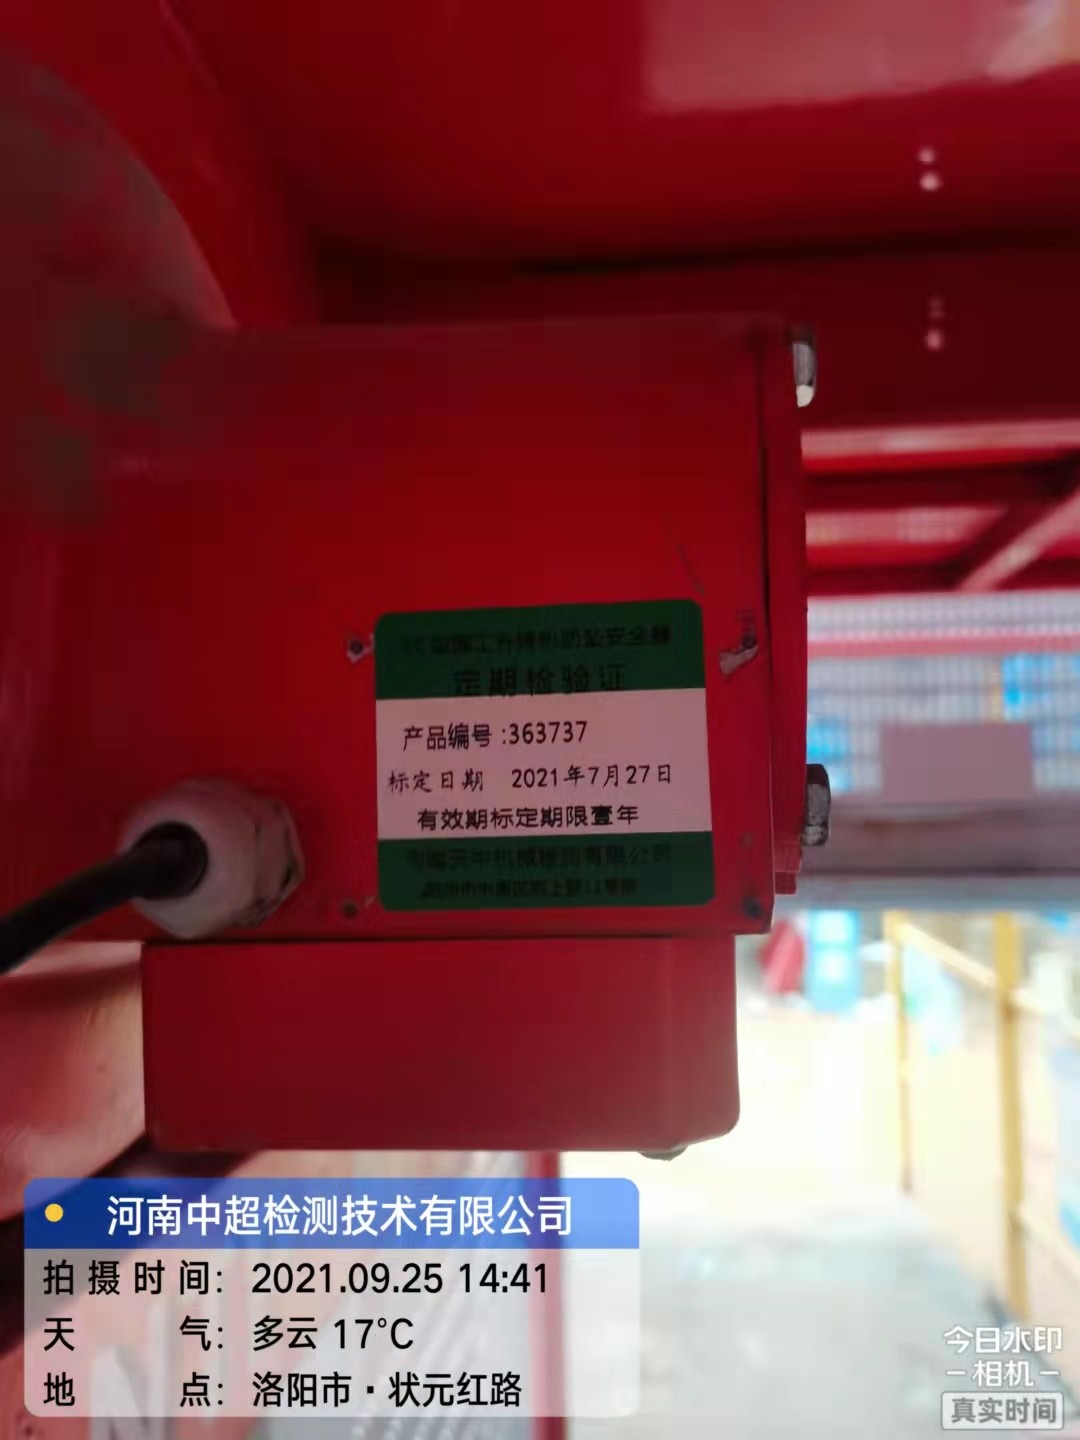 定期检验证
产品编号:363737
标定日期 2021年7月27日
有效期标定期限壹年
河南中超检测技术有限公司
拍摄时间: 2021.09.25 14:41
天气: 多云 17°C
地点: 洛阳市·状元红路
今日水印
相机
真实时间